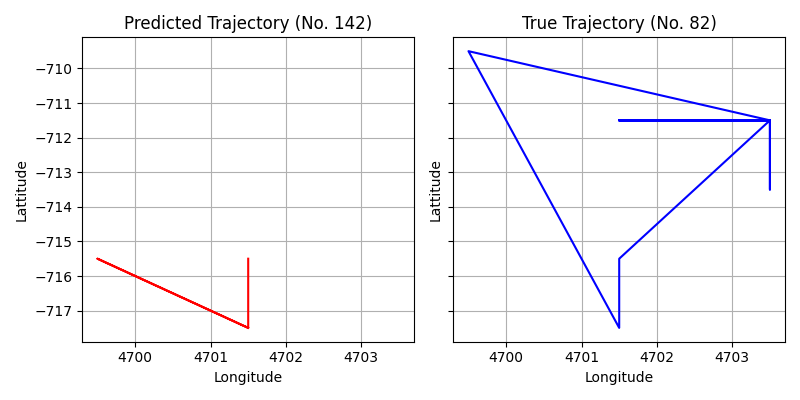 Predicted Trajectory (No. 142)
True Trajectory (No. 82)
−710
−711
−712
−713
−714
−715
−716
−717
Lattitude
4700
4701
4702
4703
Longitude
Lattitude
4700
4701
4702
4703
Longitude